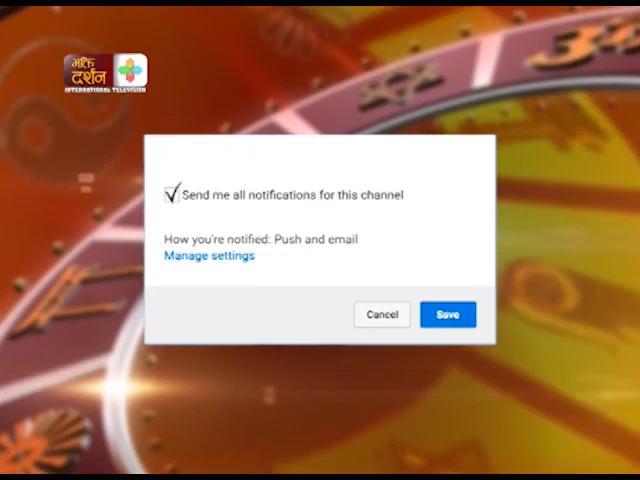 भक्ति
दर्शन
INTERNATIONAL TELEVISION
ॐ
Send me all notifications for this channel
How you're notified: Push and email
Manage settings
Cancel
Save